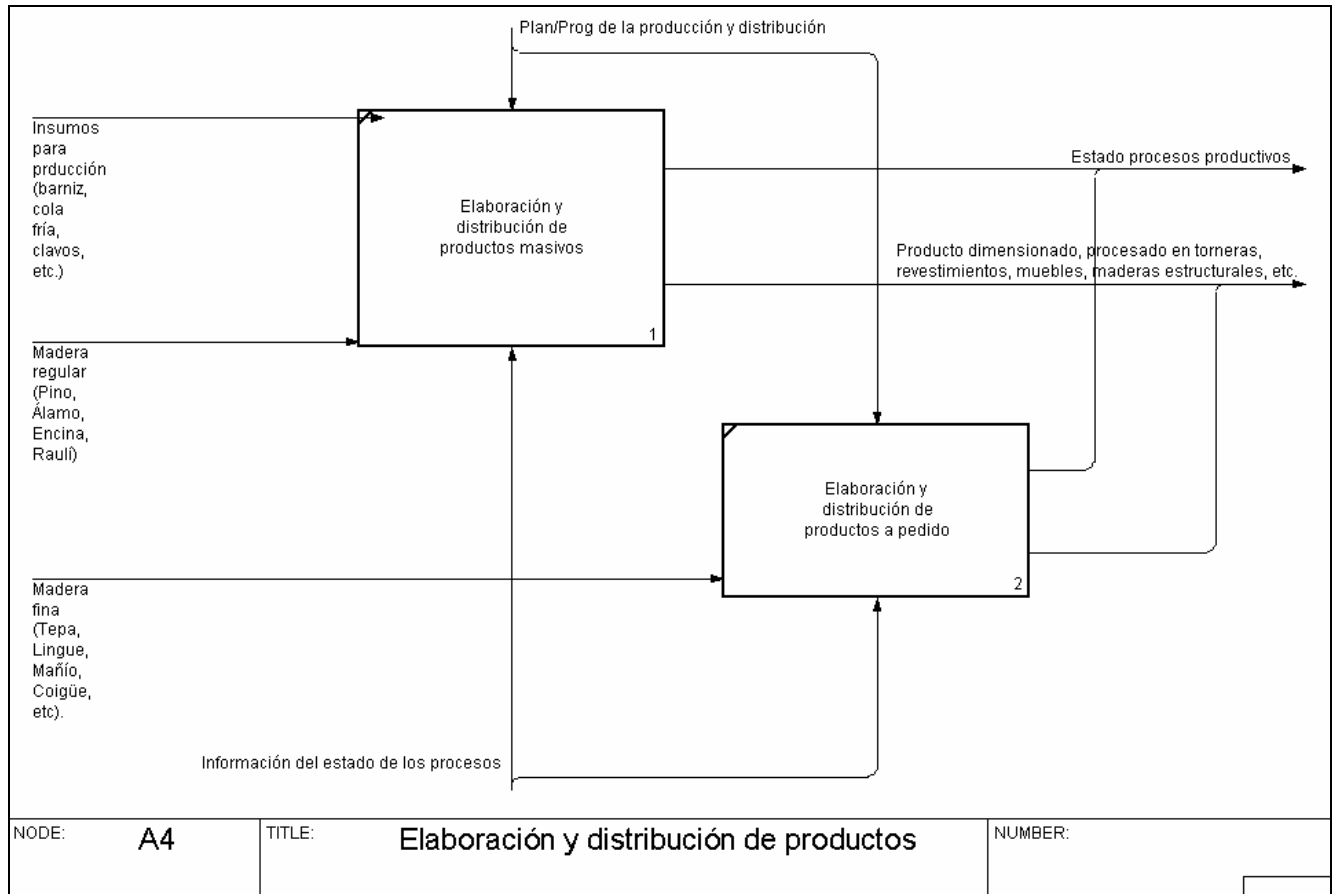 Plan/Prog de la producción y distribución
Insumos
para
prducción
(barniz,
cola
fría,
clavos,
etc.)
Estado procesos productivos
Elaboración y
distribución de
productos masivos
1
Producto dimensionado, procesado en torneras,
revestimientos, muebles, maderas estructurales, etc.
Madera
regular
(Pino,
Álamo,
Encina,
Raulí)
Elaboración y
distribución de
productos a pedido
2
Madera
fina
(Tepa,
Lingue,
Mañío,
Coigüe,
etc).
Información del estado de los procesos
NODE:
A4
TITLE:
Elaboración y distribución de productos
NUMBER: